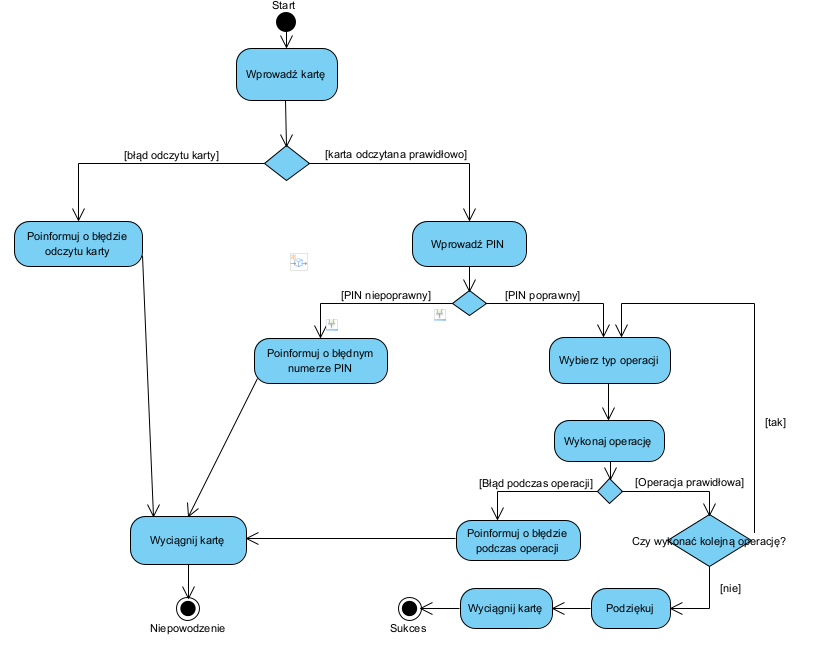 Start
Wprowadź kartę
[błąd odczytu karty]
[karta odczytana prawidłowo]
Poinformuj o błędzie
odczytu karty
Wprowadź PIN
[PIN niepoprawny]
[PIN poprawny]
Poinformuj o błędnym
numerze PIN
Wybierz typ operacji
[tak]
Wykonaj operację
[Błąd podczas operacji]
[Operacja prawidłowa]
Wyciągnij kartę
Poinformuj o błędzie
podczas operacji
Czy wykonać kolejną operację?
[nie]
Wyciągnij kartę
Podziękuj
Niepowodzenie
Sukces